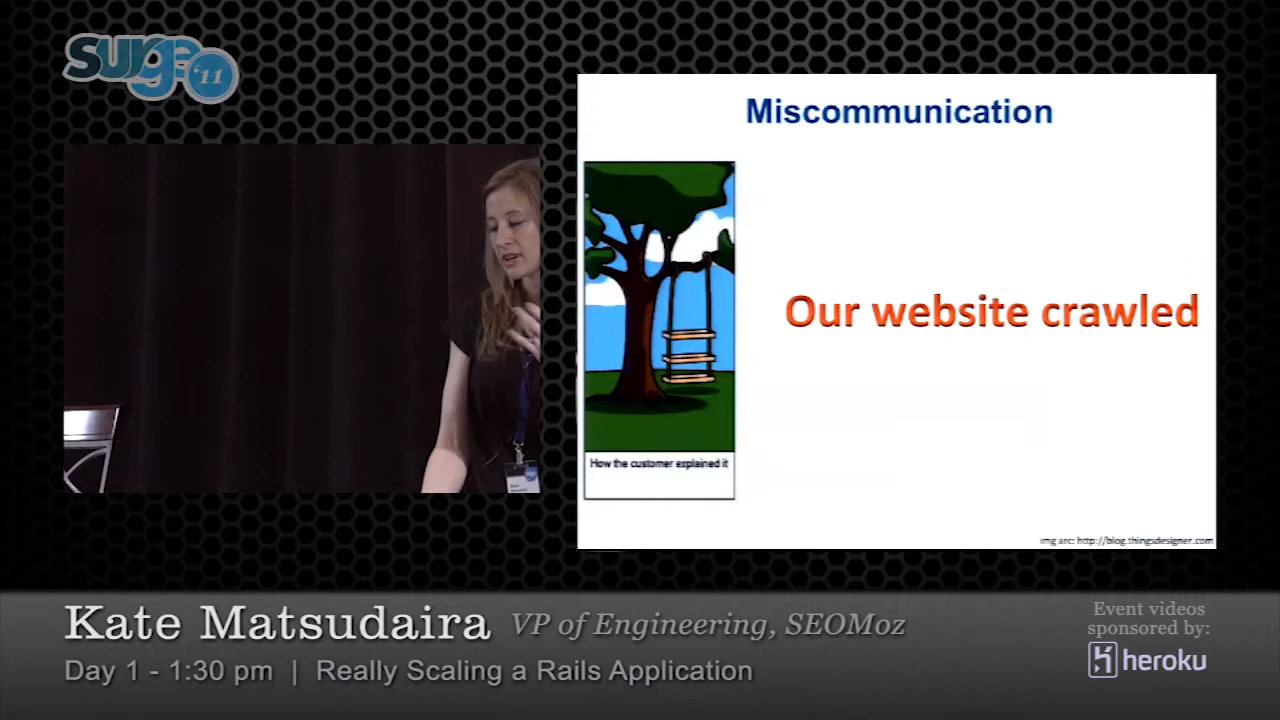 surge '11
Miscommunication
Our website crawled
How the customer explained it
img arc: http://blog.thingsdesigner.com
Kate Matsudaira VP of Engineering, SEOMoz
Day 1 - 1:30 pm | Really Scaling a Rails Application
Event videos
sponsored by:
heroku